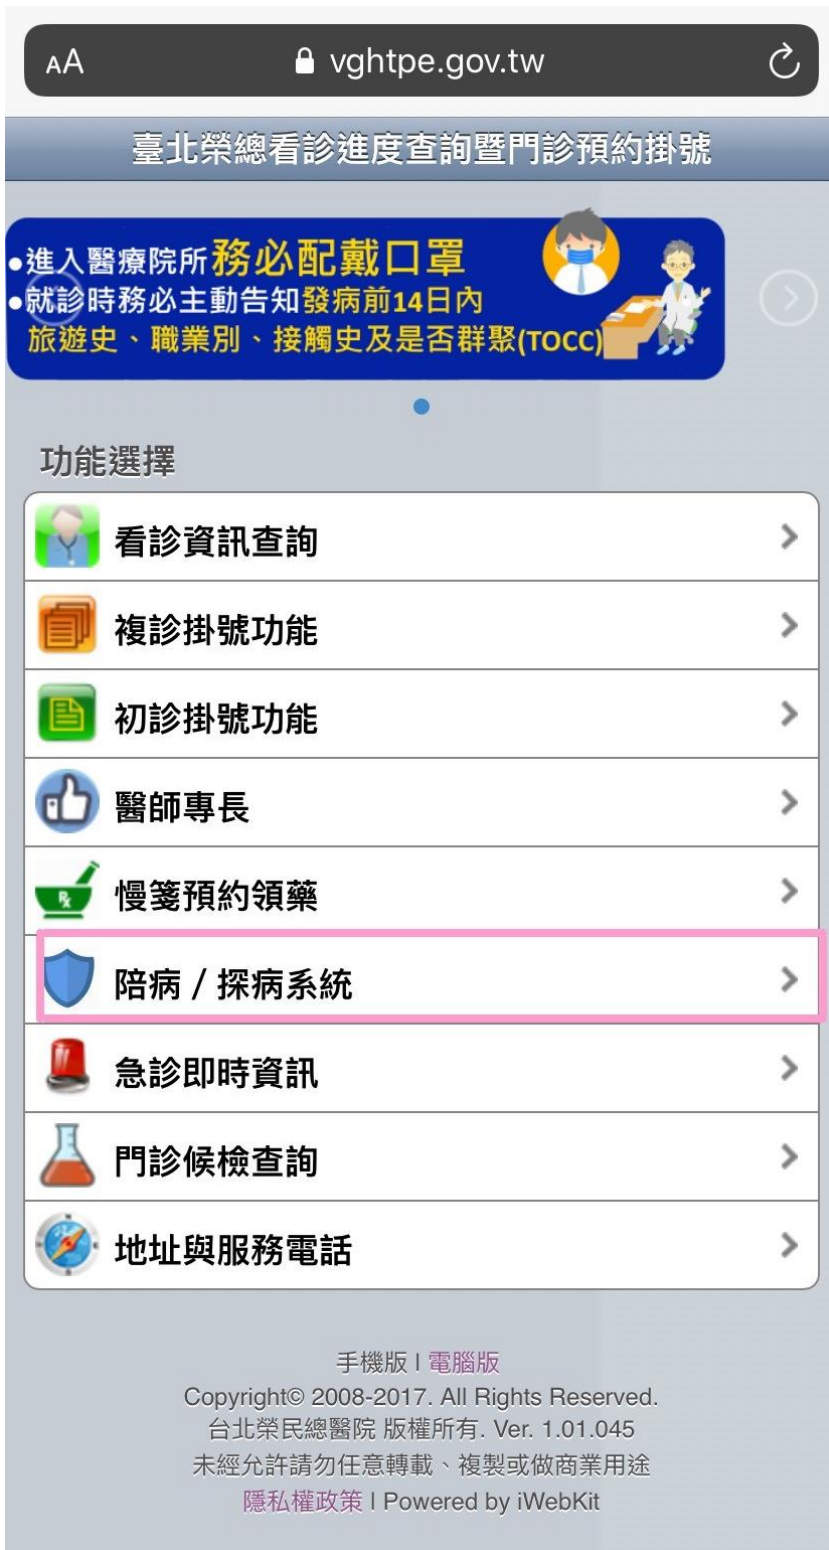 AA
vghtpe.gov.tw
臺北榮總看診進度查詢暨門診預約掛號
●進入醫療院所務必配戴口罩
●就診時務必主動告知發病前14日內
旅遊史、職業別、接觸史及是否群聚(TOCC)
功能選擇
看診資訊查詢
複診掛號功能
初診掛號功能
醫師專長
慢箋預約領藥
陪病/探病系統
急診即時資訊
門診候檢查詢
地址與服務電話
手機版 | 電腦版
Copyright© 2008-2017. All Rights Reserved.
台北榮民總醫院 版權所有. Ver. 1.01.045
未經允許請勿任意轉載、複製或做商業用途
隱私權政策 | Powered by iWebKit